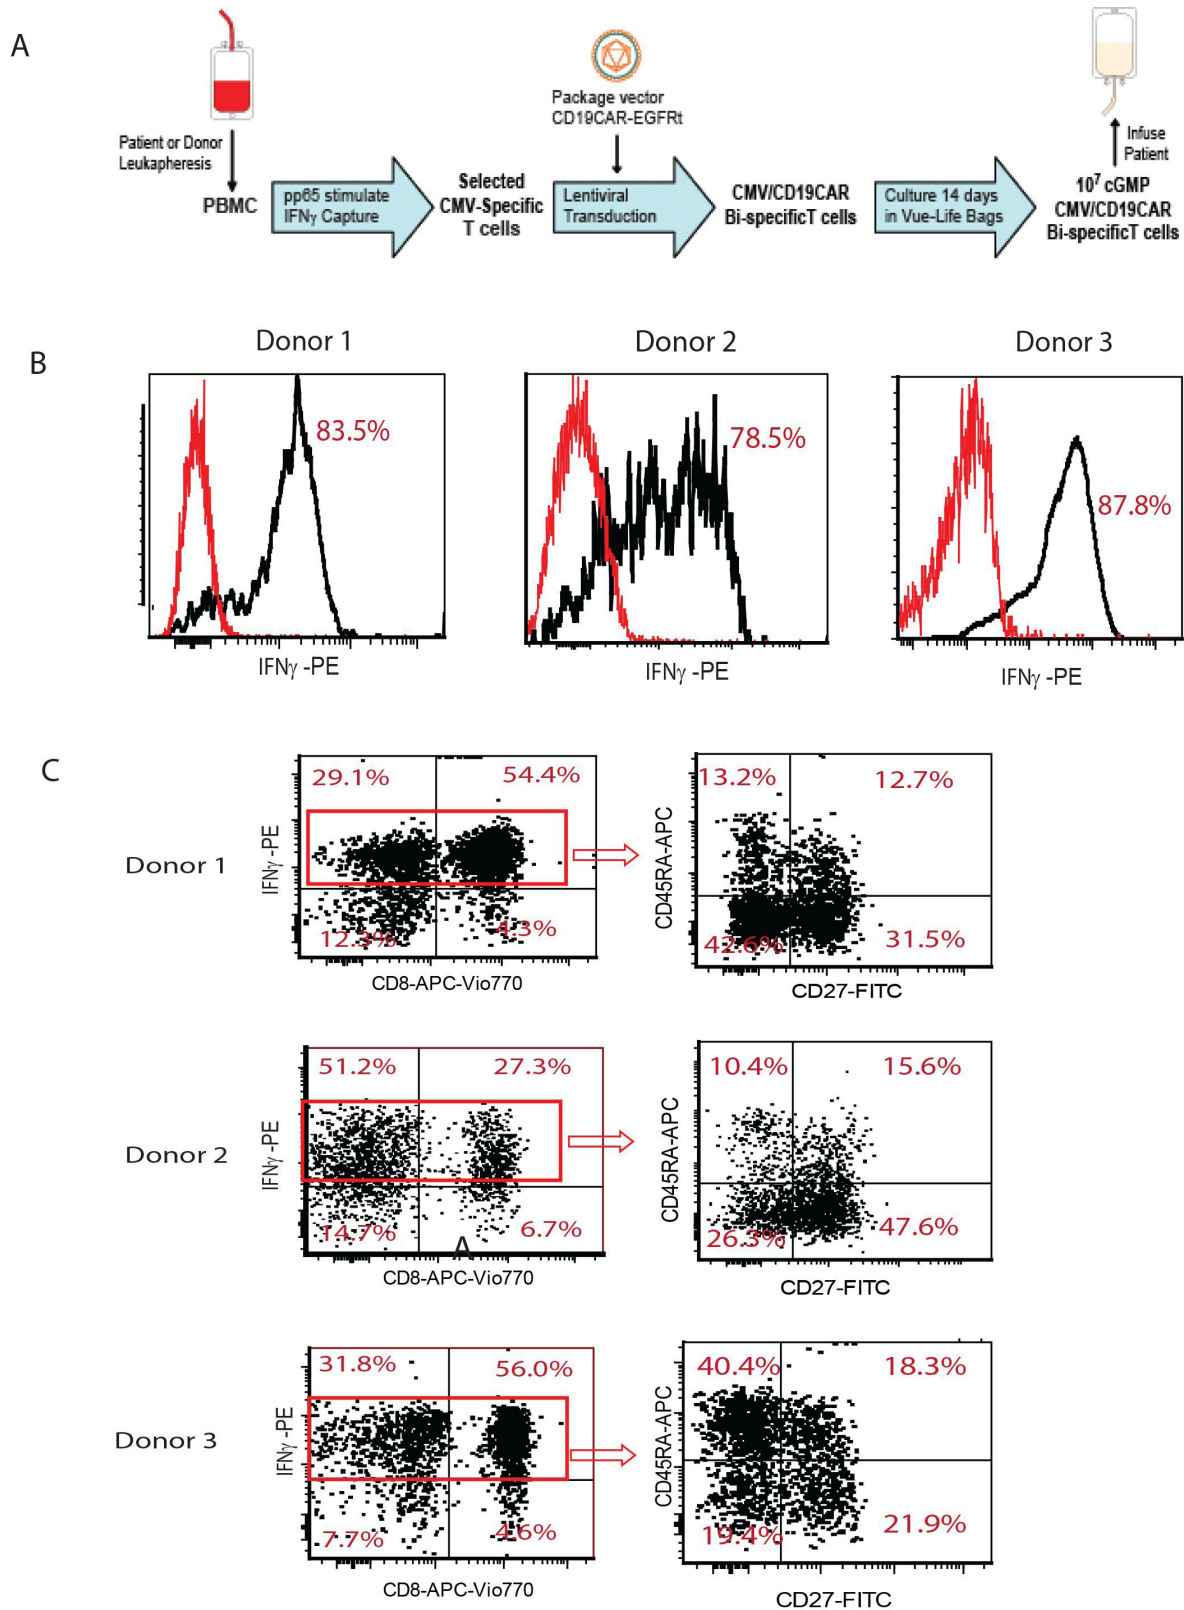 A
Package vector
CD19CAR-EGFRt
Patient or Donor
Leukapheresis
Infuse
Patient
PBMC
pp65 stimulate
IFNγ Capture
Selected
CMV-Specific
T cells
Lentiviral
Transduction
CMV/CD19CAR
Bi-specificT cells
Culture 14 days
in Vue-Life Bags
10⁷ cGMP
CMV/CD19CAR
Bi-specificT cells
B
Donor 1
Donor 2
Donor 3
83.5%
78.5%
87.8%
IFNγ -PE
IFNγ -PE
IFNγ -PE
C
Donor 1
IFNγ -PE
29.1%
54.4%
12.3%
4.3%
CD8-APC-Vio770
CD45RA-APC
13.2%
12.7%
42.6%
31.5%
CD27-FITC
Donor 2
IFNγ -PE
51.2%
27.3%
14.7%
6.7%
A
CD8-APC-Vio770
CD45RA-APC
10.4%
15.6%
26.3%
47.6%
CD27-FITC
Donor 3
IFNγ -PE
31.8%
56.0%
7.7%
4.6%
CD8-APC-Vio770
CD45RA-APC
40.4%
18.3%
19.4%
21.9%
CD27-FITC